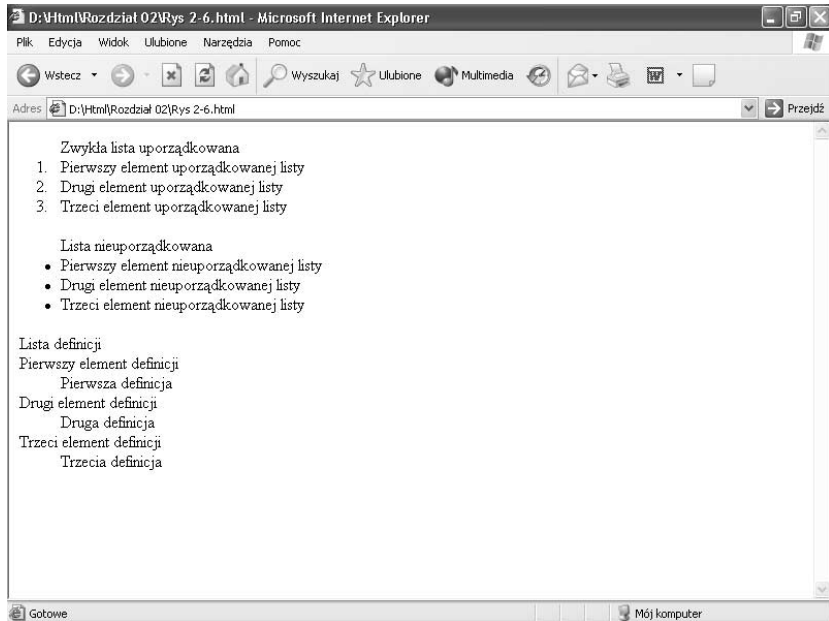 D:\Html\Rozdział 02\Rys 2-6.html - Microsoft Internet Explorer
Plik Edycja Widok Ulubione Narzędzia Pomoc
Wstecz Wyszukaj Ulubione Multimedia
Adres D:\Html\Rozdział 02\Rys 2-6.html Przejdź
Zwykła lista uporządkowana
1. Pierwszy element uporządkowanej listy
2. Drugi element uporządkowanej listy
3. Trzeci element uporządkowanej listy
Lista nieuporządkowana
• Pierwszy element nieuporządkowanej listy
• Drugi element nieuporządkowanej listy
• Trzeci element nieuporządkowanej listy
Lista definicji
Pierwszy element definicji
Pierwsza definicja
Drugi element definicji
Druga definicja
Trzeci element definicji
Trzecia definicja
Gotowe Mój komputer